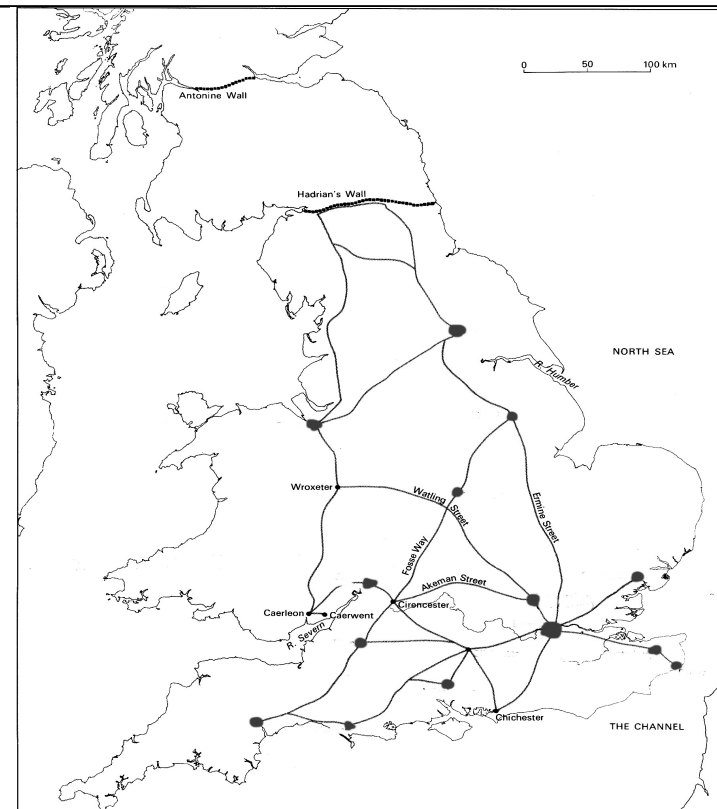 0 50 100 km
Antonine Wall
Hadrian's Wall
NORTH SEA
R. Humber
Wroxeter
Watling Street
Ermine Street
Fosse Way
Akeman Street
Cirencester
Caerleon
Caerwent
R. Severn
Chichester
THE CHANNEL